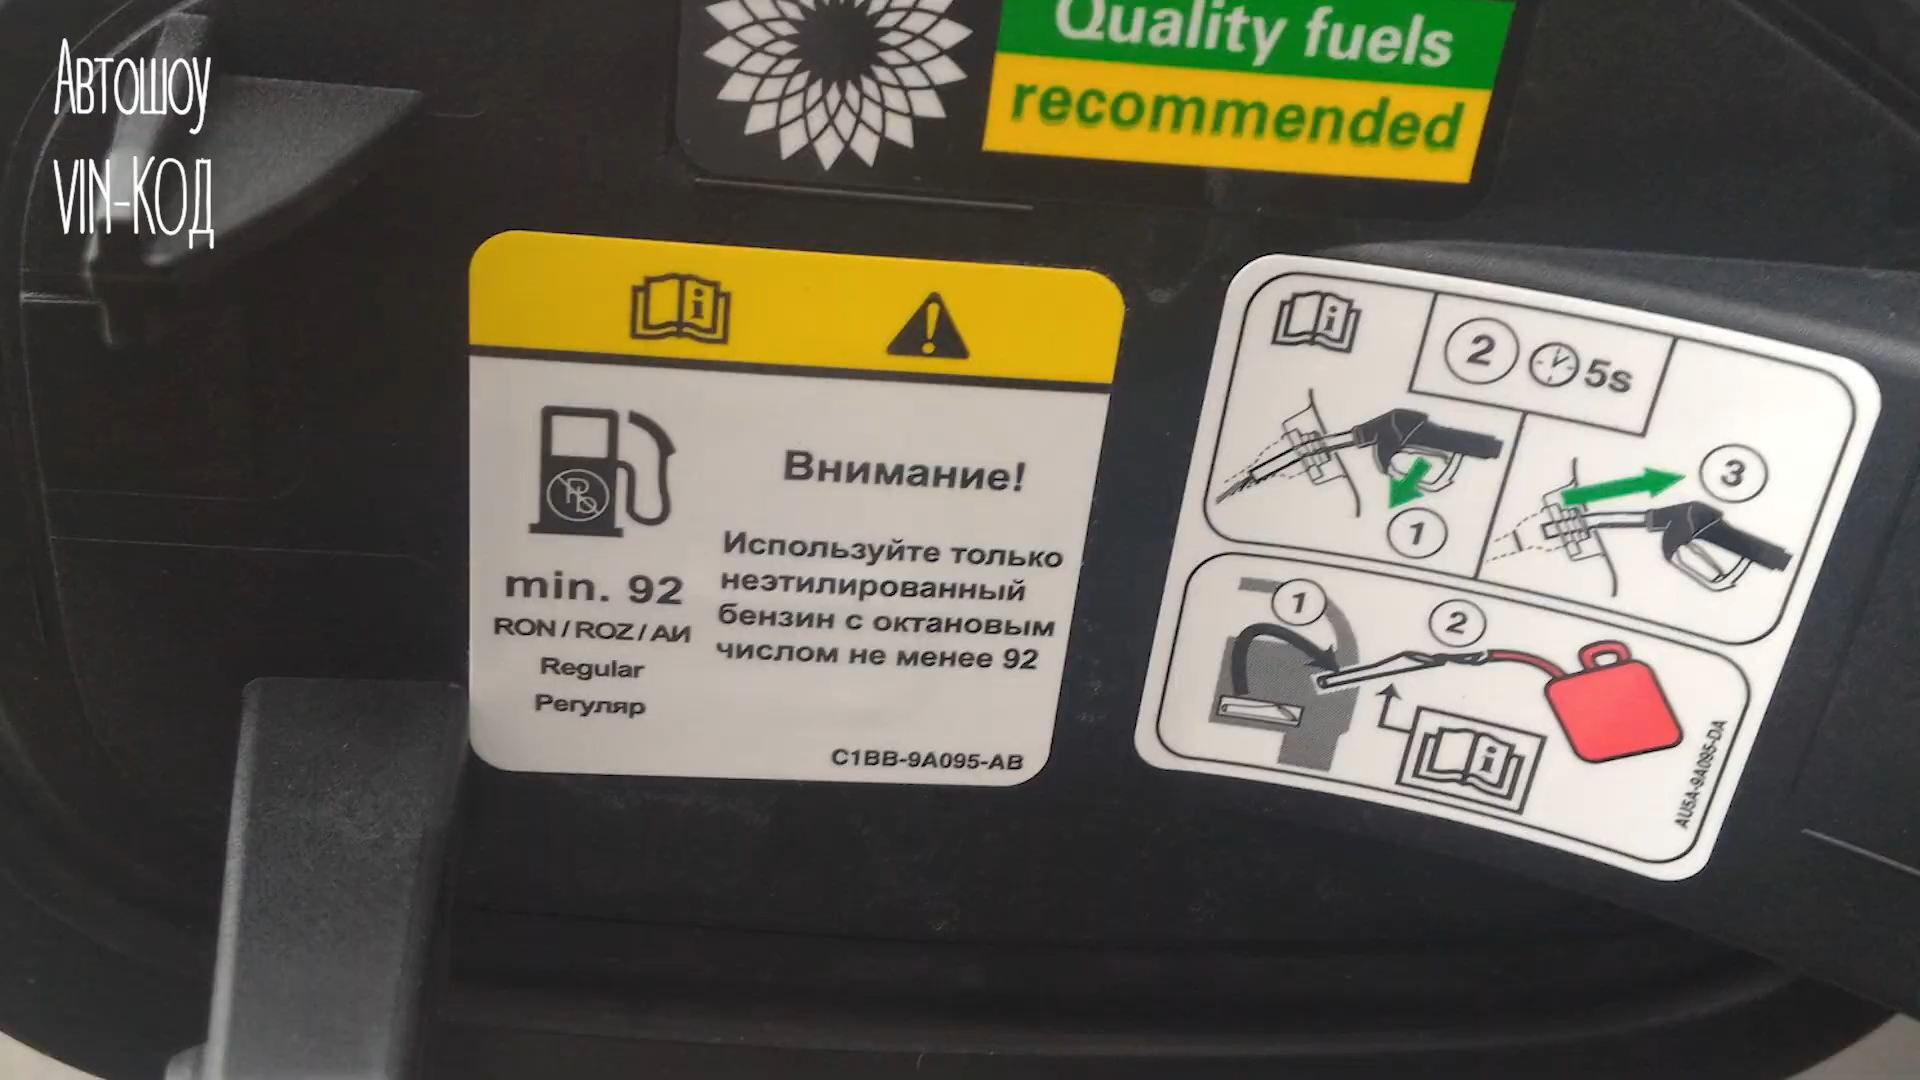 Автошоу
VIN-КОД
Quality fuels
recommended
Внимание!
Используйте только
неэтилированный
бензин с октановым
числом не менее 92
Pb
min. 92
RON / ROZ / АИ
Regular
Регуляр
C1BB-9A095-AB
2 5s
1
3
1
2
AU5A-9A095-DA